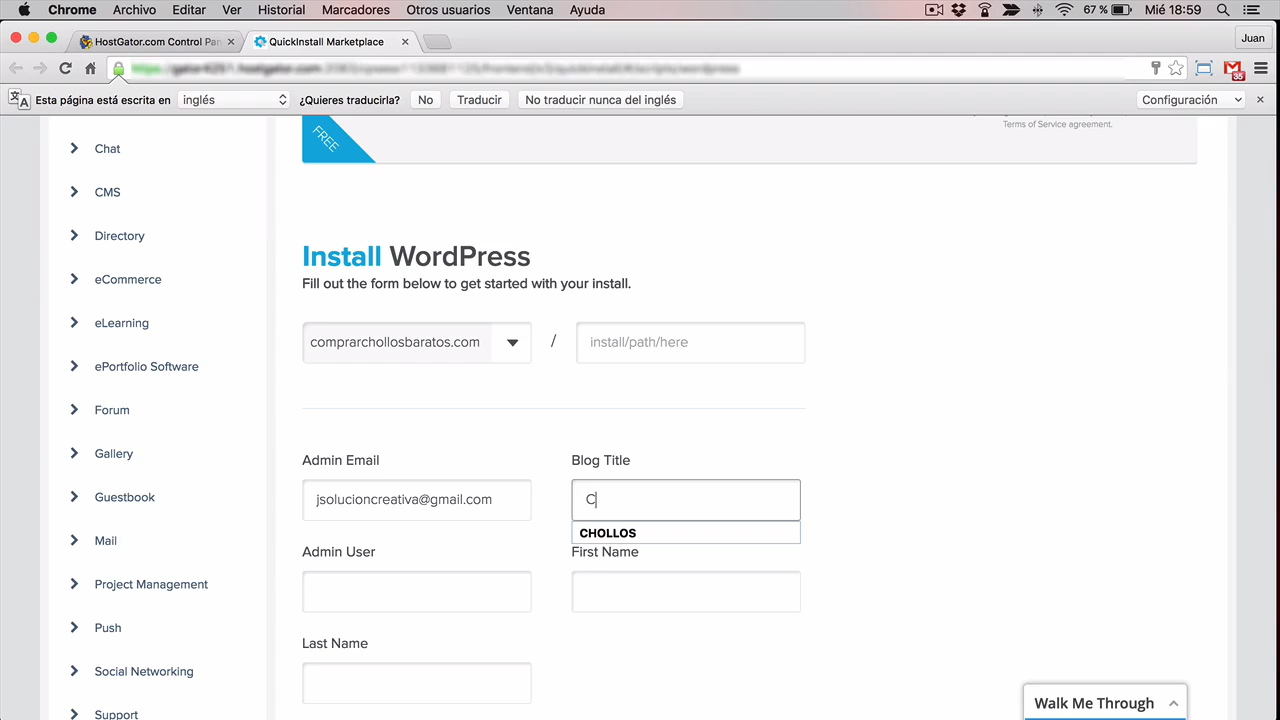 Chrome Archivo Editar Ver Historial Marcadores Otros usuarios Ventana Ayuda 67 % Mié 18:59
HostGator.com Control Pan QuickInstall Marketplace Juan
35
Esta página está escrita en inglés ¿Quieres traducirla? No Traducir No traducir nunca del inglés Configuración
Terms of Service agreement.
FREE
Chat
CMS
Directory
eCommerce
eLearning
ePortfolio Software
Forum
Gallery
Guestbook
Mail
Project Management
Push
Social Networking
Support
Install WordPress
Fill out the form below to get started with your install.
comprarchollosbaratos.com / install/path/here
Admin Email Blog Title
jsolucioncreativa@gmail.com C
CHOLLOS
Admin User First Name
Last Name
Walk Me Through